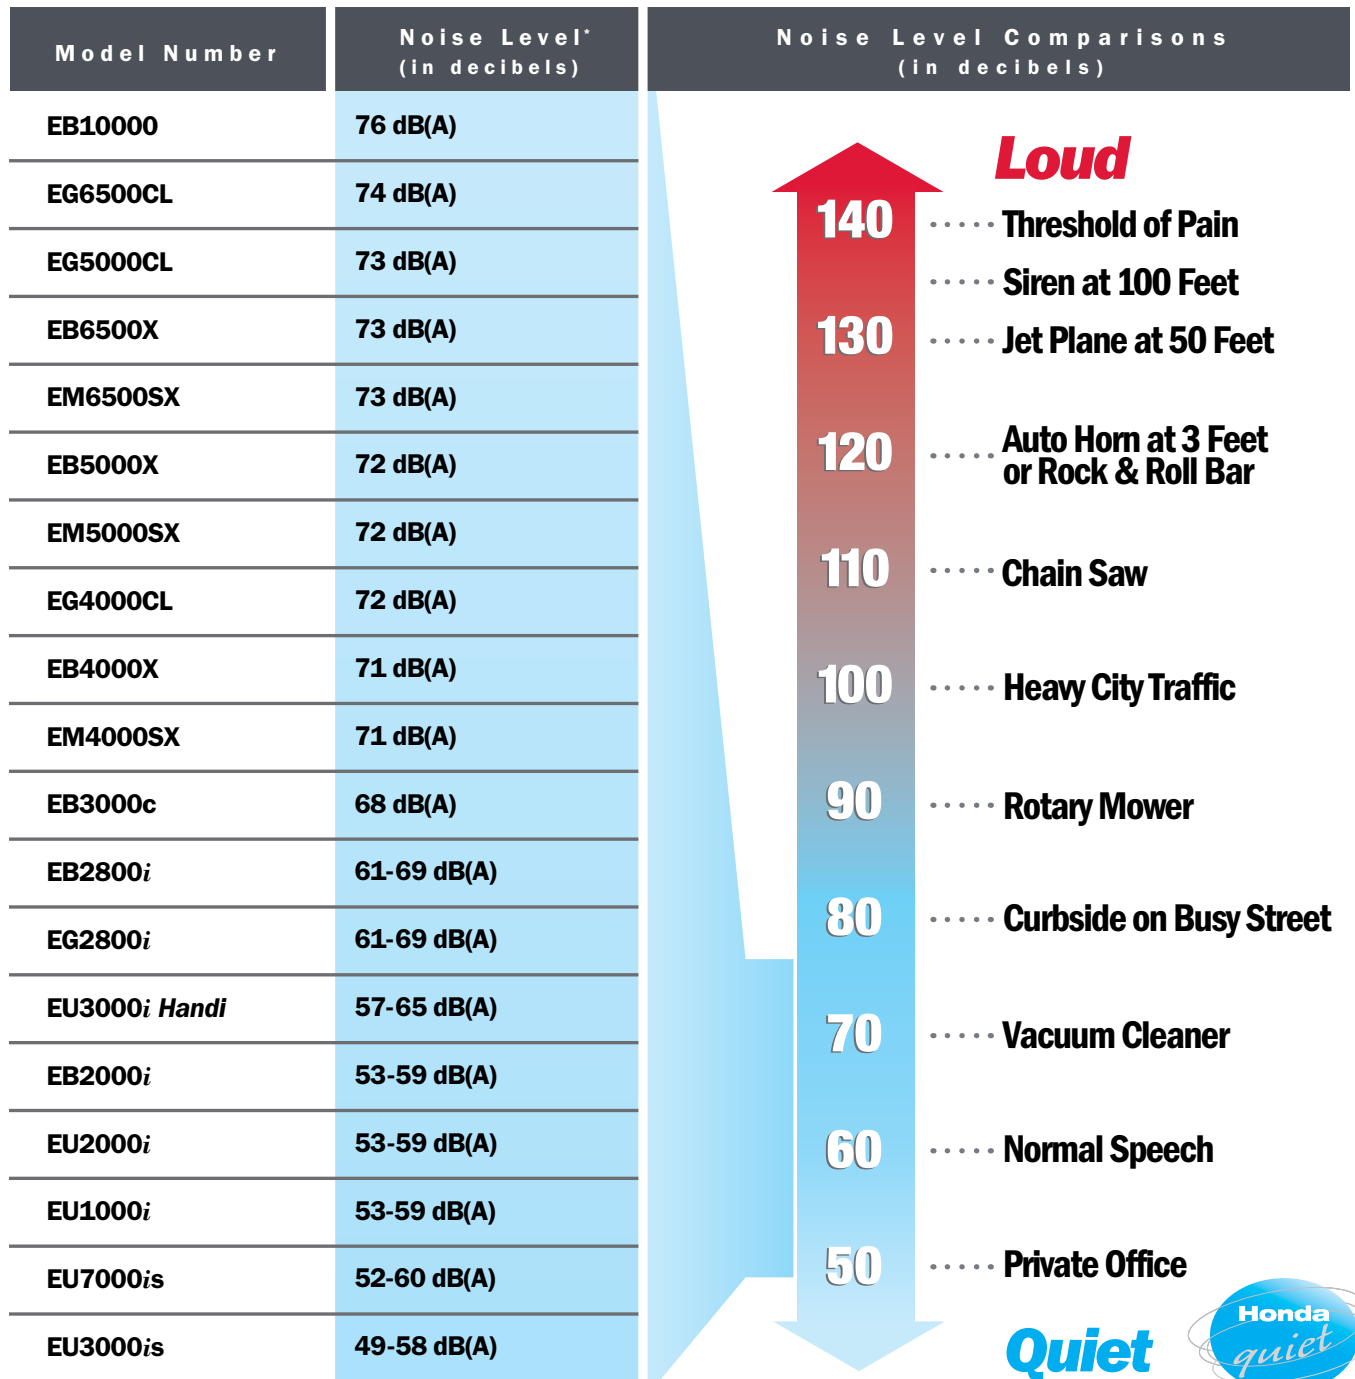 Model Number
Noise Level*
(in decibels)
Noise Level Comparisons
(in decibels)
EB10000 76 dB(A)
EG6500CL 74 dB(A)
EG5000CL 73 dB(A)
EB6500X 73 dB(A)
EM6500SX 73 dB(A)
EB5000X 72 dB(A)
EM5000SX 72 dB(A)
EG4000CL 72 dB(A)
EB4000X 71 dB(A)
EM4000SX 71 dB(A)
EB3000c 68 dB(A)
EB2800i 61-69 dB(A)
EG2800i 61-69 dB(A)
EU3000i Handi 57-65 dB(A)
EB2000i 53-59 dB(A)
EU2000i 53-59 dB(A)
EU1000i 53-59 dB(A)
EU7000is 52-60 dB(A)
EU3000is 49-58 dB(A)
Loud
140 Threshold of Pain
Siren at 100 Feet
130 Jet Plane at 50 Feet
120 Auto Horn at 3 Feet
or Rock & Roll Bar
110 Chain Saw
100 Heavy City Traffic
90 Rotary Mower
80 Curbside on Busy Street
70 Vacuum Cleaner
60 Normal Speech
50 Private Office
Quiet
Honda
quiet